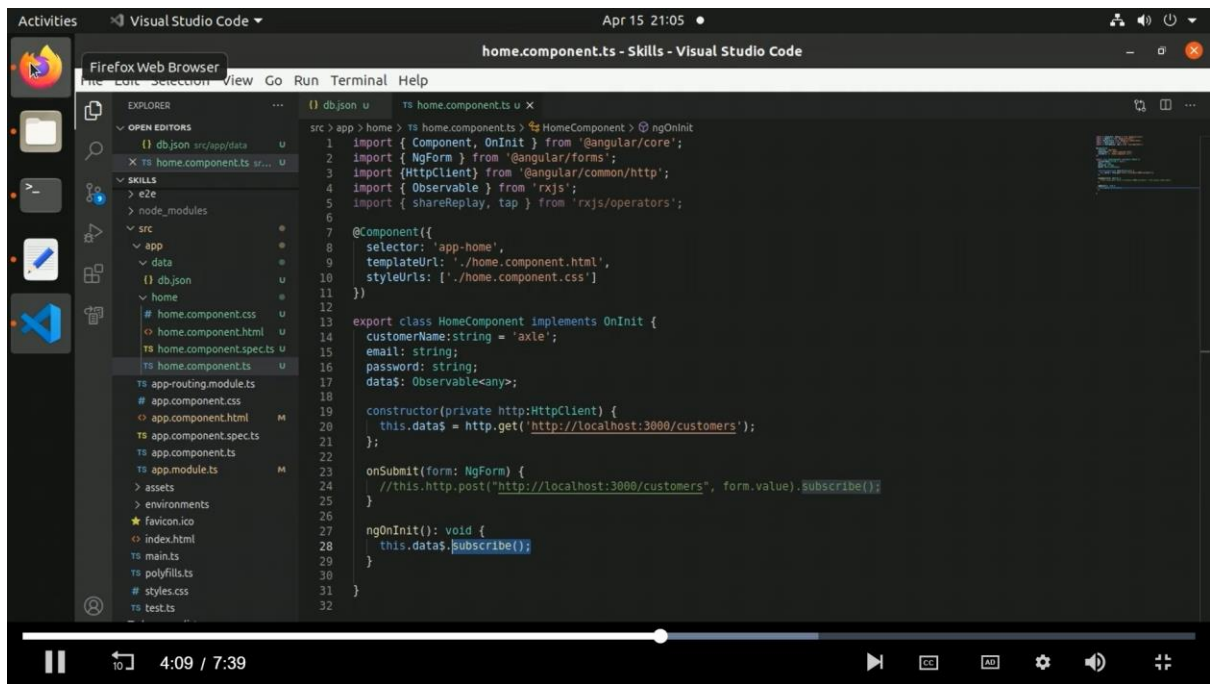 Activities
Visual Studio Code
Apr 15 21:05
home.component.ts - Skills - Visual Studio Code
Firefox Web Browser
File Edit Selection View Go Run Terminal Help
EXPLORER
OPEN EDITORS
{} db.json src/app/data U
TS home.component.ts sr... U
SKILLS
e2e
node_modules
src
app
data
{} db.json U
home
# home.component.css U
<> home.component.html U
TS home.component.spec.ts U
TS home.component.ts U
TS app-routing.module.ts
# app.component.css
<> app.component.html M
TS app.component.spec.ts
TS app.component.ts
TS app.module.ts M
assets
environments
favicon.ico
<> index.html
TS main.ts
TS polyfills.ts
# styles.css
TS test.ts
{} db.json U
TS home.component.ts U
src > app > home > TS home.component.ts > HomeComponent > ngOnInit
1 import { Component, OnInit } from '@angular/core';
2 import { NgForm } from '@angular/forms';
3 import {HttpClient} from '@angular/common/http';
4 import { Observable } from 'rxjs';
5 import { shareReplay, tap } from 'rxjs/operators';
6
7 @Component({
8 selector: 'app-home',
9 templateUrl: './home.component.html',
10 styleUrls: ['./home.component.css']
11 })
12
13 export class HomeComponent implements OnInit {
14 customerName:string = 'axle';
15 email: string;
16 password: string;
17 data$: Observable<any>;
18
19 constructor(private http:HttpClient) {
20 this.data$ = http.get('http://localhost:3000/customers');
21 };
22
23 onSubmit(form: NgForm) {
24 //this.http.post("http://localhost:3000/customers", form.value).subscribe();
25 }
26
27 ngOnInit(): void {
28 this.data$.subscribe();
29 }
30
31 }
32
10
4:09 / 7:39
CC
AD